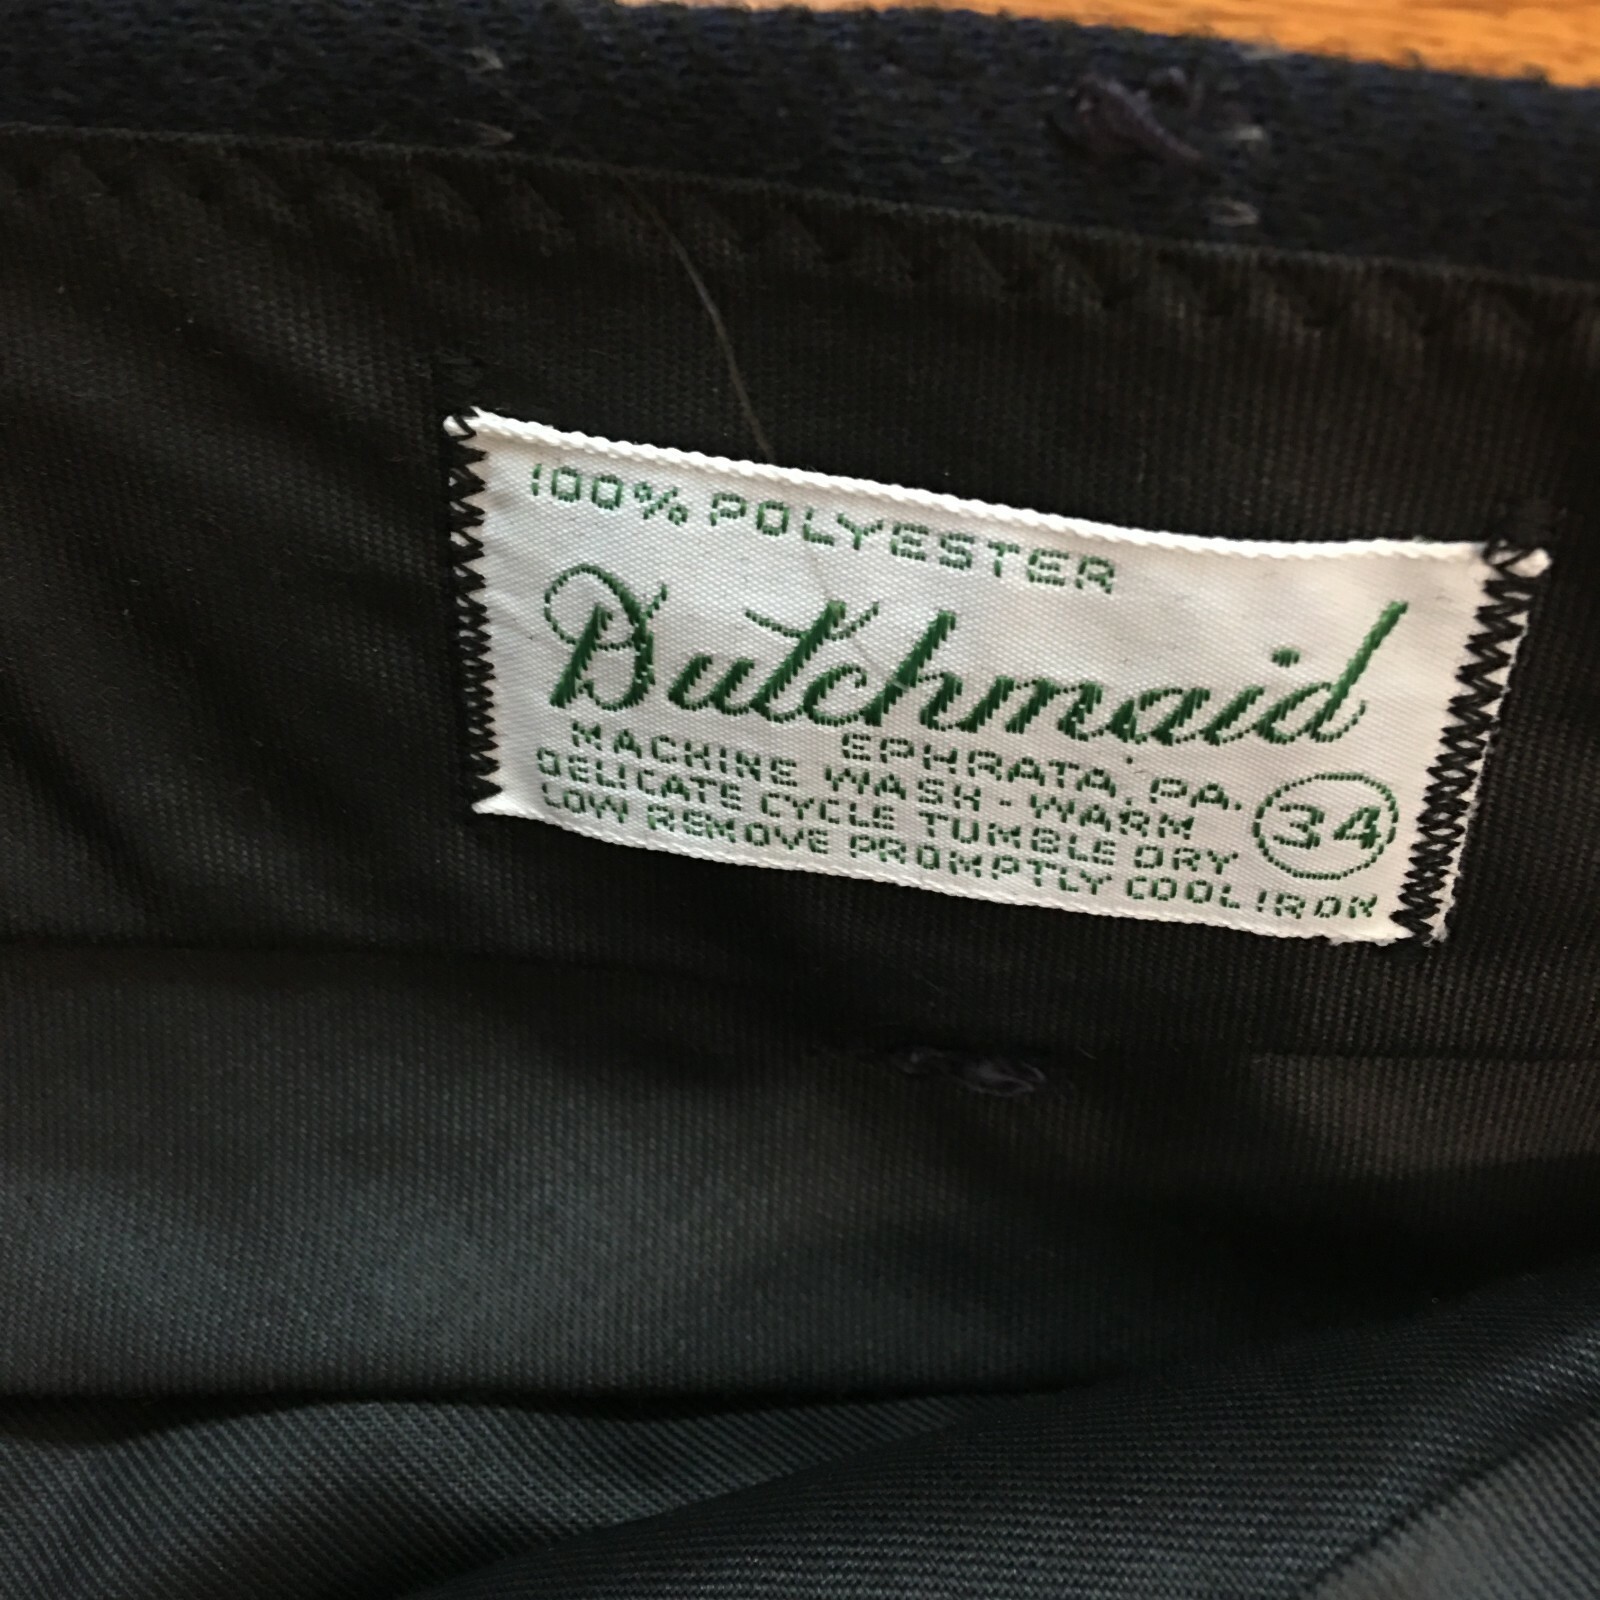 100% POLYESTER
Dutchmaid
EPHRATA, PA.
MACHINE WASH - WARM
DELICATE CYCLE TUMBLE DRY
LOW REMOVE PROMPTLY COOL IRON
34